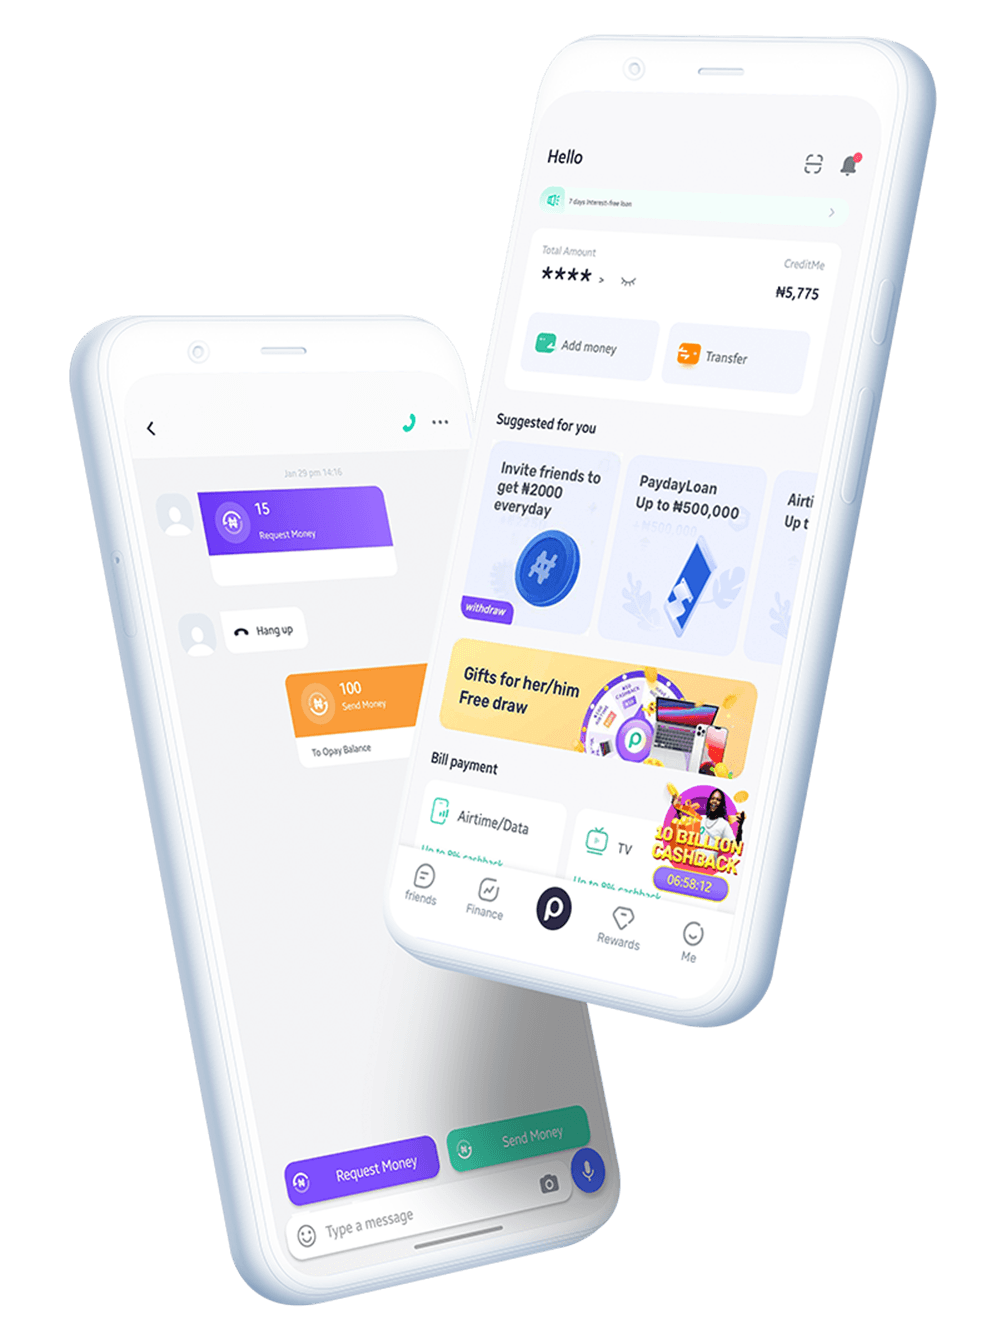 Hello
7 days Interest-free loan
Total Amount
CreditMe
**** >
₦5,775
Add money
Transfer
Suggested for you
Invite friends to
get ₦2000
everyday
withdraw
PaydayLoan
Up to ₦500,000
Airti
Up t
Gifts for her/him
Free draw
CASHBACK
Bill payment
Airtime/Data
Up to 8% cashback
TV
Up to 8% cashback
10 BILLION
CASHBACK
06:58:12
friends
Finance
Rewards
Me
Jan 29 pm 14:16
15
Request Money
Hang up
100
Send Money
To Opay Balance
Request Money
Send Money
Type a message